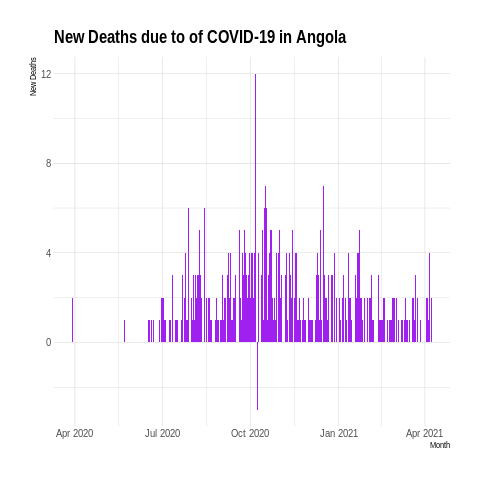 New Deaths due to of COVID-19 in Angola
New Deaths
12
8
4
0
Apr 2020 Jul 2020 Oct 2020 Jan 2021 Apr 2021
Month